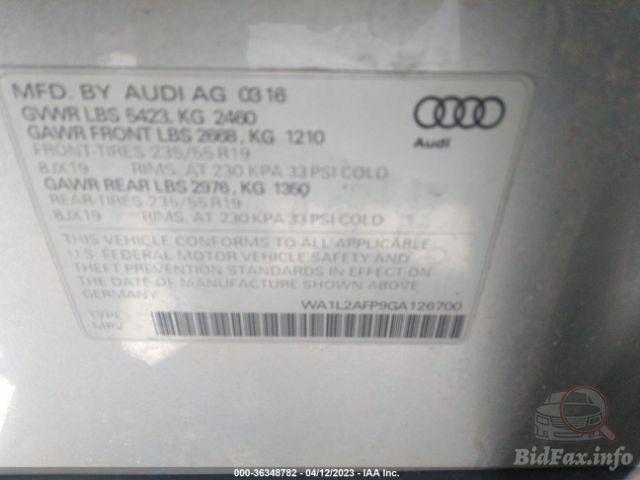 MFD. BY AUDI AG 0316
GVWR LBS 5423, KG 2460
GAWR FRONT LBS 2668, KG 1210
FRONT-TIRES 235/55 R19
8JX19 RIMS, AT 230 KPA 33 PSI COLD
GAWR REAR LBS 2976, KG 1350
REAR-TIRES 235/55 R19
8JX19 RIMS, AT 230 KPA 33 PSI COLD
THIS VEHICLE CONFORMS TO ALL APPLICABLE
U.S. FEDERAL MOTOR VEHICLE SAFETY AND
THEFT PREVENTION STANDARDS IN EFFECT ON
THE DATE OF MANUFACTURE SHOWN ABOVE
GERMANY
WA1L2AFP9GA126700
TYPE:
MPV
Audi
BidFax.info
000-36348782 - 04/12/2023 - IAA Inc.